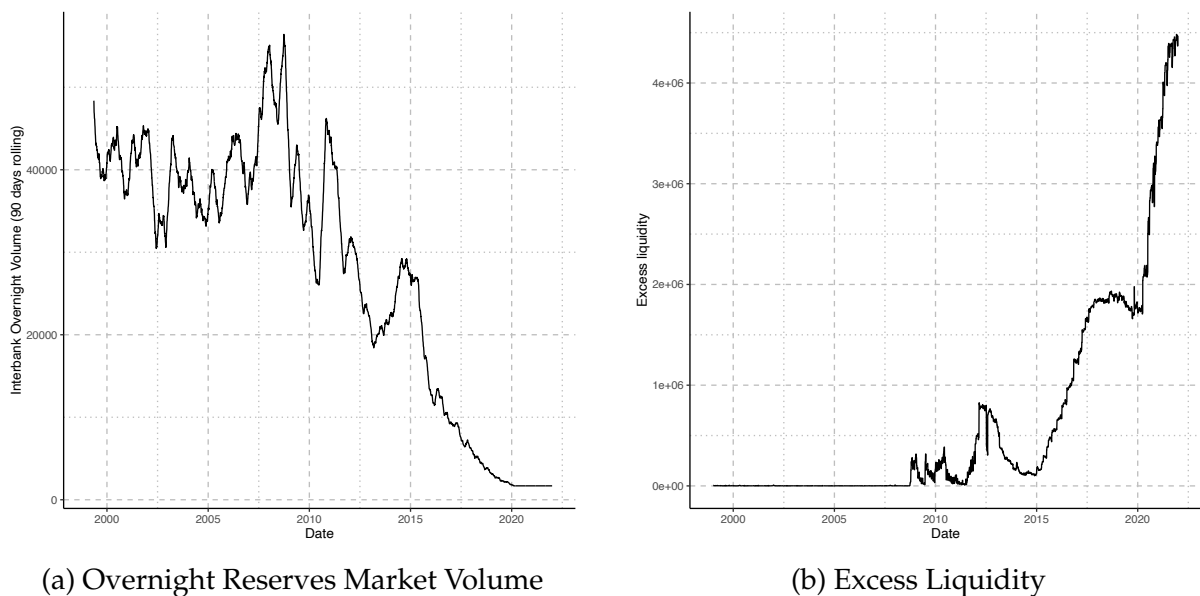 Interbank Overnight Volume (90 days rolling)
40000
20000
0
2000 2005 2010 2015 2020
Date
(a) Overnight Reserves Market Volume
Excess liquidity
4e+06
3e+06
2e+06
1e+06
0e+00
2000 2005 2010 2015 2020
Date
(b) Excess Liquidity